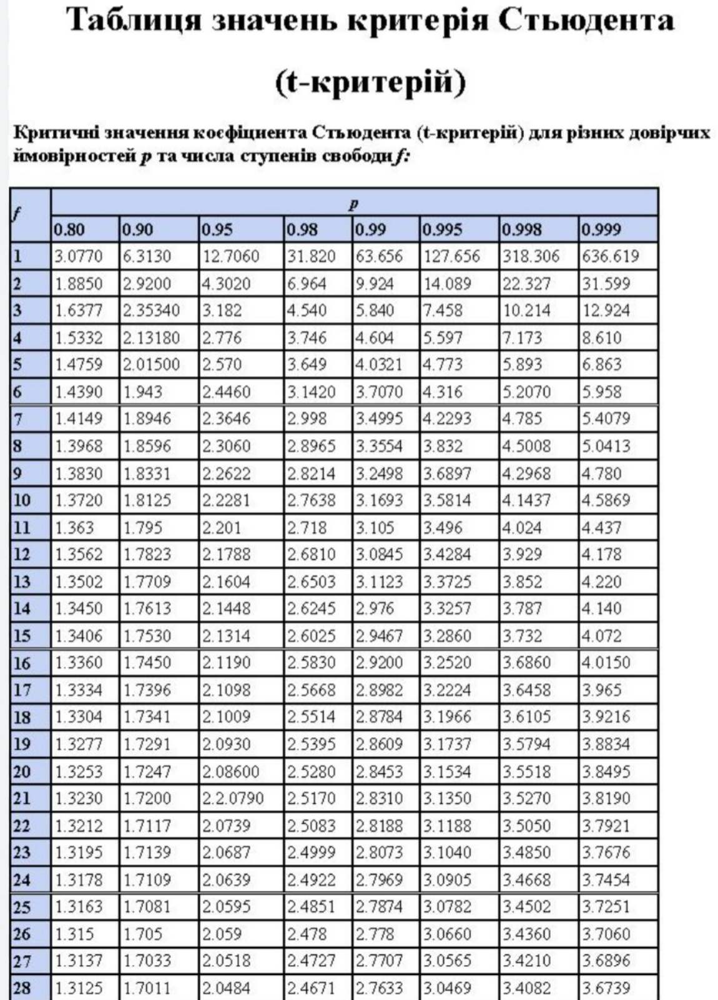 Таблиця значень критерія Стьюдента
(t-критерій)
Критичні значення коєфіциента Стьюдента (t-критерій) для різних довірчих
ймовірностей p та числа ступенів свободи f:
f p
0.80 0.90 0.95 0.98 0.99 0.995 0.998 0.999
1 3.0770 6.3130 12.7060 31.820 63.656 127.656 318.306 636.619
2 1.8850 2.9200 4.3020 6.964 9.924 14.089 22.327 31.599
3 1.6377 2.35340 3.182 4.540 5.840 7.458 10.214 12.924
4 1.5332 2.13180 2.776 3.746 4.604 5.597 7.173 8.610
5 1.4759 2.01500 2.570 3.649 4.0321 4.773 5.893 6.863
6 1.4390 1.943 2.4460 3.1420 3.7070 4.316 5.2070 5.958
7 1.4149 1.8946 2.3646 2.998 3.4995 4.2293 4.785 5.4079
8 1.3968 1.8596 2.3060 2.8965 3.3554 3.832 4.5008 5.0413
9 1.3830 1.8331 2.2622 2.8214 3.2498 3.6897 4.2968 4.780
10 1.3720 1.8125 2.2281 2.7638 3.1693 3.5814 4.1437 4.5869
11 1.363 1.795 2.201 2.718 3.105 3.496 4.024 4.437
12 1.3562 1.7823 2.1788 2.6810 3.0845 3.4284 3.929 4.178
13 1.3502 1.7709 2.1604 2.6503 3.1123 3.3725 3.852 4.220
14 1.3450 1.7613 2.1448 2.6245 2.976 3.3257 3.787 4.140
15 1.3406 1.7530 2.1314 2.6025 2.9467 3.2860 3.732 4.072
16 1.3360 1.7450 2.1190 2.5830 2.9200 3.2520 3.6860 4.0150
17 1.3334 1.7396 2.1098 2.5668 2.8982 3.2224 3.6458 3.965
18 1.3304 1.7341 2.1009 2.5514 2.8784 3.1966 3.6105 3.9216
19 1.3277 1.7291 2.0930 2.5395 2.8609 3.1737 3.5794 3.8834
20 1.3253 1.7247 2.08600 2.5280 2.8453 3.1534 3.5518 3.8495
21 1.3230 1.7200 2.2.0790 2.5170 2.8310 3.1350 3.5270 3.8190
22 1.3212 1.7117 2.0739 2.5083 2.8188 3.1188 3.5050 3.7921
23 1.3195 1.7139 2.0687 2.4999 2.8073 3.1040 3.4850 3.7676
24 1.3178 1.7109 2.0639 2.4922 2.7969 3.0905 3.4668 3.7454
25 1.3163 1.7081 2.0595 2.4851 2.7874 3.0782 3.4502 3.7251
26 1.315 1.705 2.059 2.478 2.778 3.0660 3.4360 3.7060
27 1.3137 1.7033 2.0518 2.4727 2.7707 3.0565 3.4210 3.6896
28 1.3125 1.7011 2.0484 2.4671 2.7633 3.0469 3.4082 3.6739